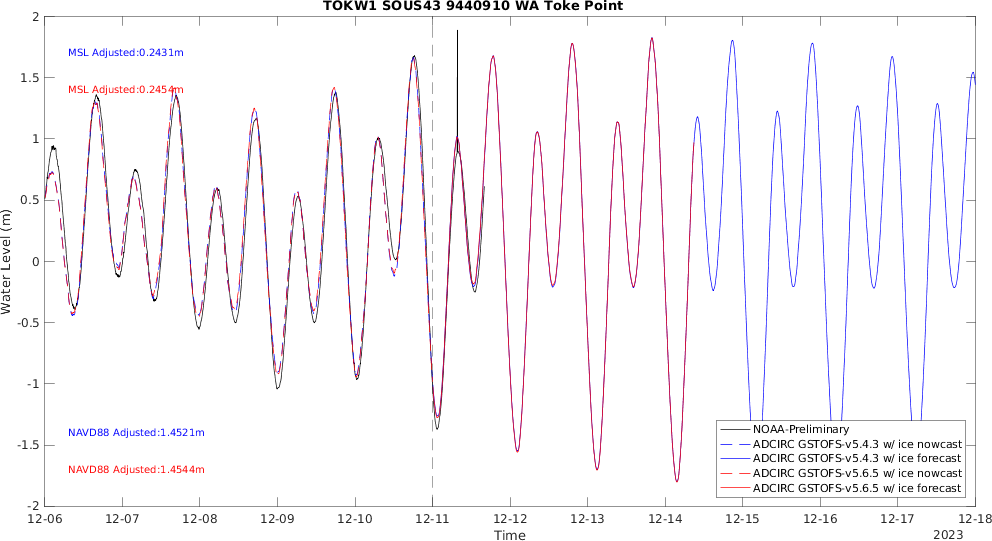 TOKW1 SOUS43 9440910 WA Toke Point
2
1.5
1
0.5
0
-0.5
-1
-1.5
-2
Water Level (m)
MSL Adjusted:0.2431m
MSL Adjusted:0.2454m
NAVD88 Adjusted:1.4521m
NAVD88 Adjusted:1.4544m
NOAA-Preliminary
ADCIRC GSTOFS-v5.4.3 w/ ice nowcast
ADCIRC GSTOFS-v5.4.3 w/ ice forecast
ADCIRC GSTOFS-v5.6.5 w/ ice nowcast
ADCIRC GSTOFS-v5.6.5 w/ ice forecast
12-06 12-07 12-08 12-09 12-10 12-11 12-12 12-13 12-14 12-15 12-16 12-17 12-18
Time
2023